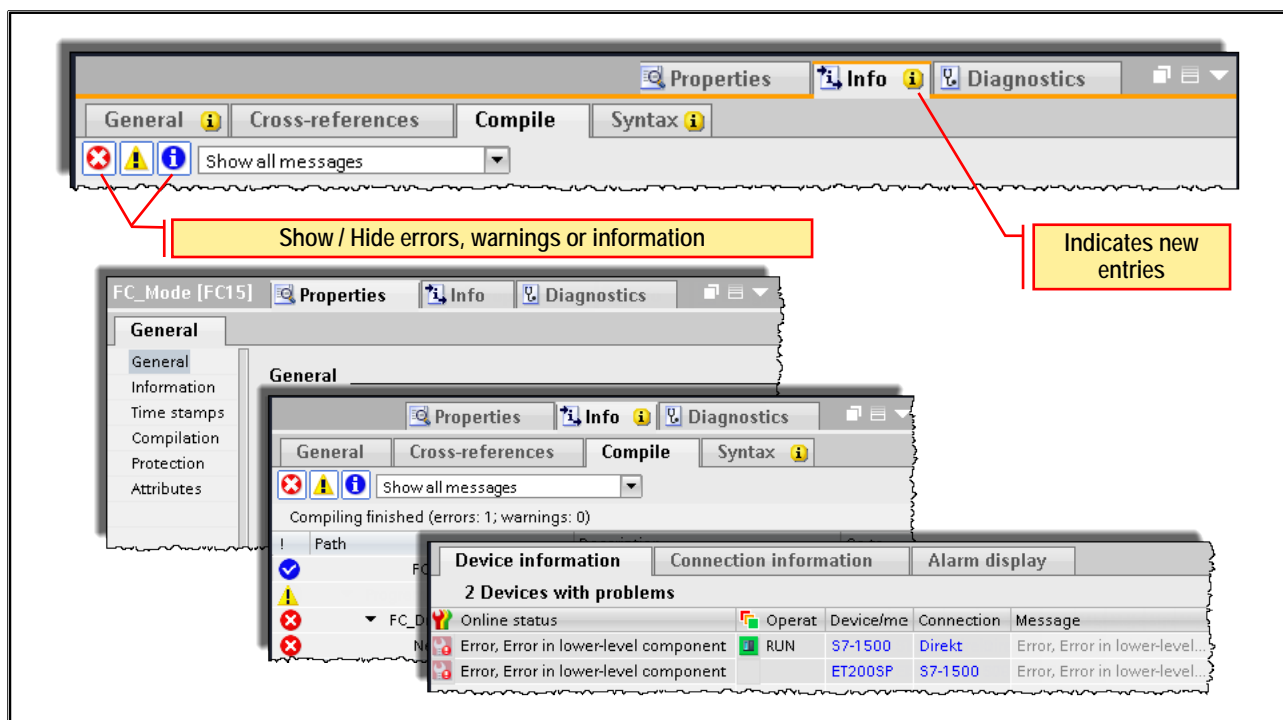 Properties Info Diagnostics
General Cross-references Compile Syntax
Show all messages
Show / Hide errors, warnings or information
Indicates new
entries
FC_Mode [FC15] Properties Info Diagnostics
General
General
Information
Time stamps
Compilation
Protection
Attributes
General
Properties Info Diagnostics
General Cross-references Compile Syntax
Show all messages
Compiling finished (errors: 1; warnings: 0)
! Path
FC_D
Device information Connection information Alarm display
2 Devices with problems
Online status Operat Device/me Connection Message
Error, Error in lower-level component RUN S7-1500 Direkt Error, Error in lower-level...
Error, Error in lower-level component ET200SP S7-1500 Error, Error in lower-level...